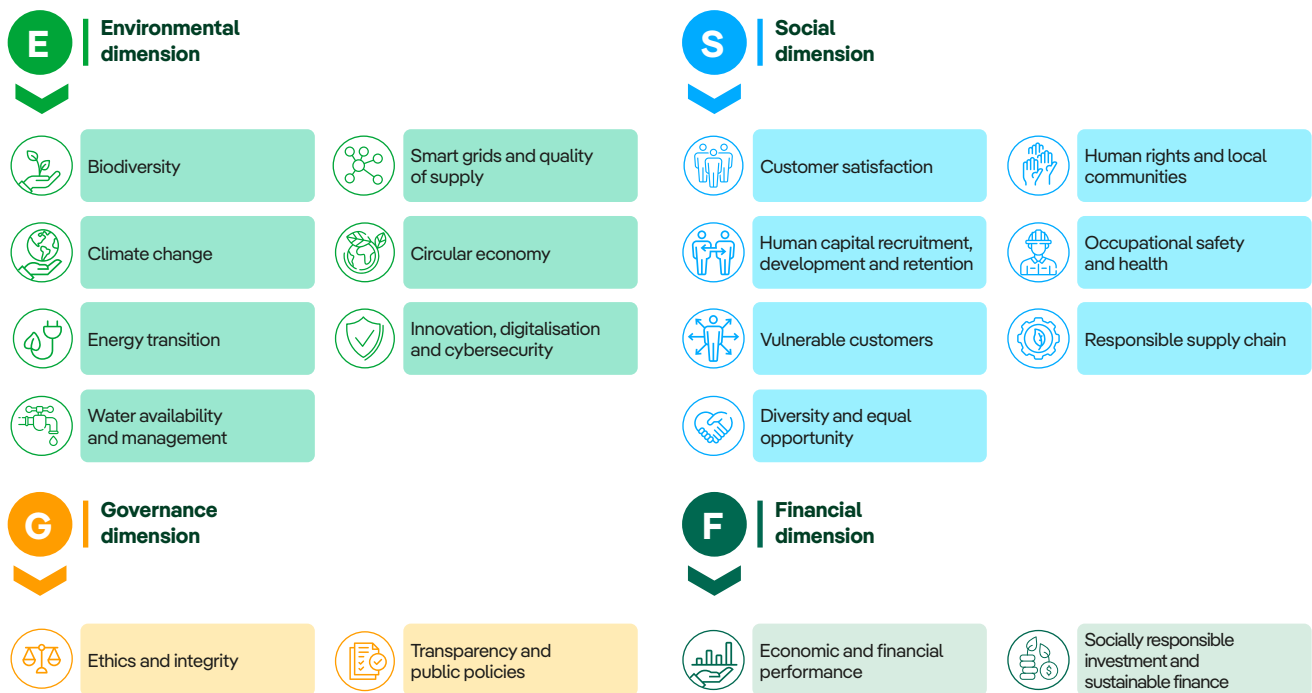 E
Environmental
dimension
Biodiversity
Smart grids and quality
of supply
Climate change
Circular economy
Energy transition
Innovation, digitalisation
and cybersecurity
Water availability
and management
S
Social
dimension
Customer satisfaction
Human rights and local
communities
Human capital recruitment,
development and retention
Occupational safety
and health
Vulnerable customers
Responsible supply chain
Diversity and equal
opportunity
G
Governance
dimension
Ethics and integrity
Transparency and
public policies
F
Financial
dimension
Economic and financial
performance
$
Socially responsible
investment and
sustainable finance